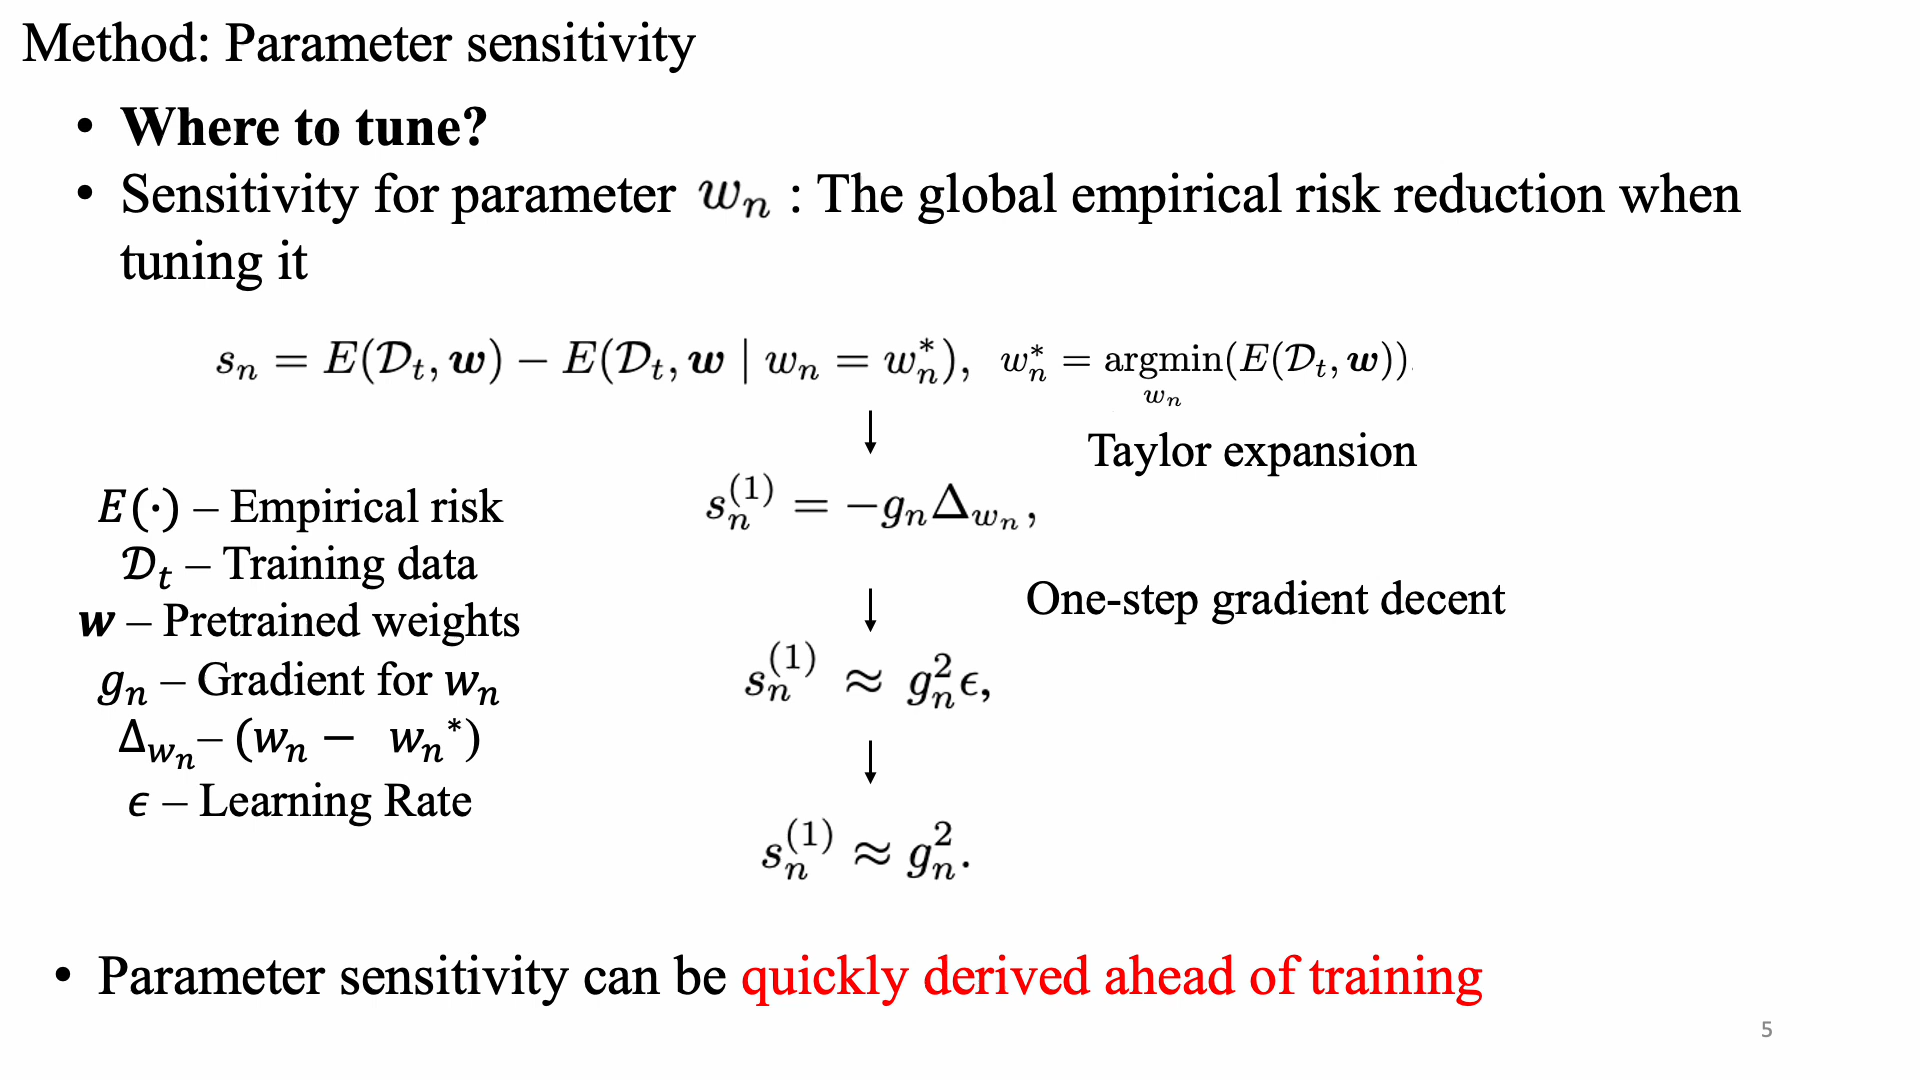 Method: Parameter sensitivity
• Where to tune?
• Sensitivity for parameter wₙ : The global empirical risk reduction when
tuning it
sₙ = E(𝒟ₜ, 𝒘) − E(𝒟ₜ, 𝒘 | wₙ = wₙ*), wₙ* = argmin(E(𝒟ₜ, 𝒘))
wₙ
↓
Taylor expansion
sₙ⁽¹⁾ = −gₙΔ_wₙ,
↓
One-step gradient decent
sₙ⁽¹⁾ ≈ gₙ²ϵ,
↓
sₙ⁽¹⁾ ≈ gₙ².
E(·) – Empirical risk
𝒟ₜ – Training data
𝒘 – Pretrained weights
gₙ – Gradient for wₙ
Δ_wₙ– (wₙ − wₙ*)
ϵ – Learning Rate
• Parameter sensitivity can be quickly derived ahead of training
5